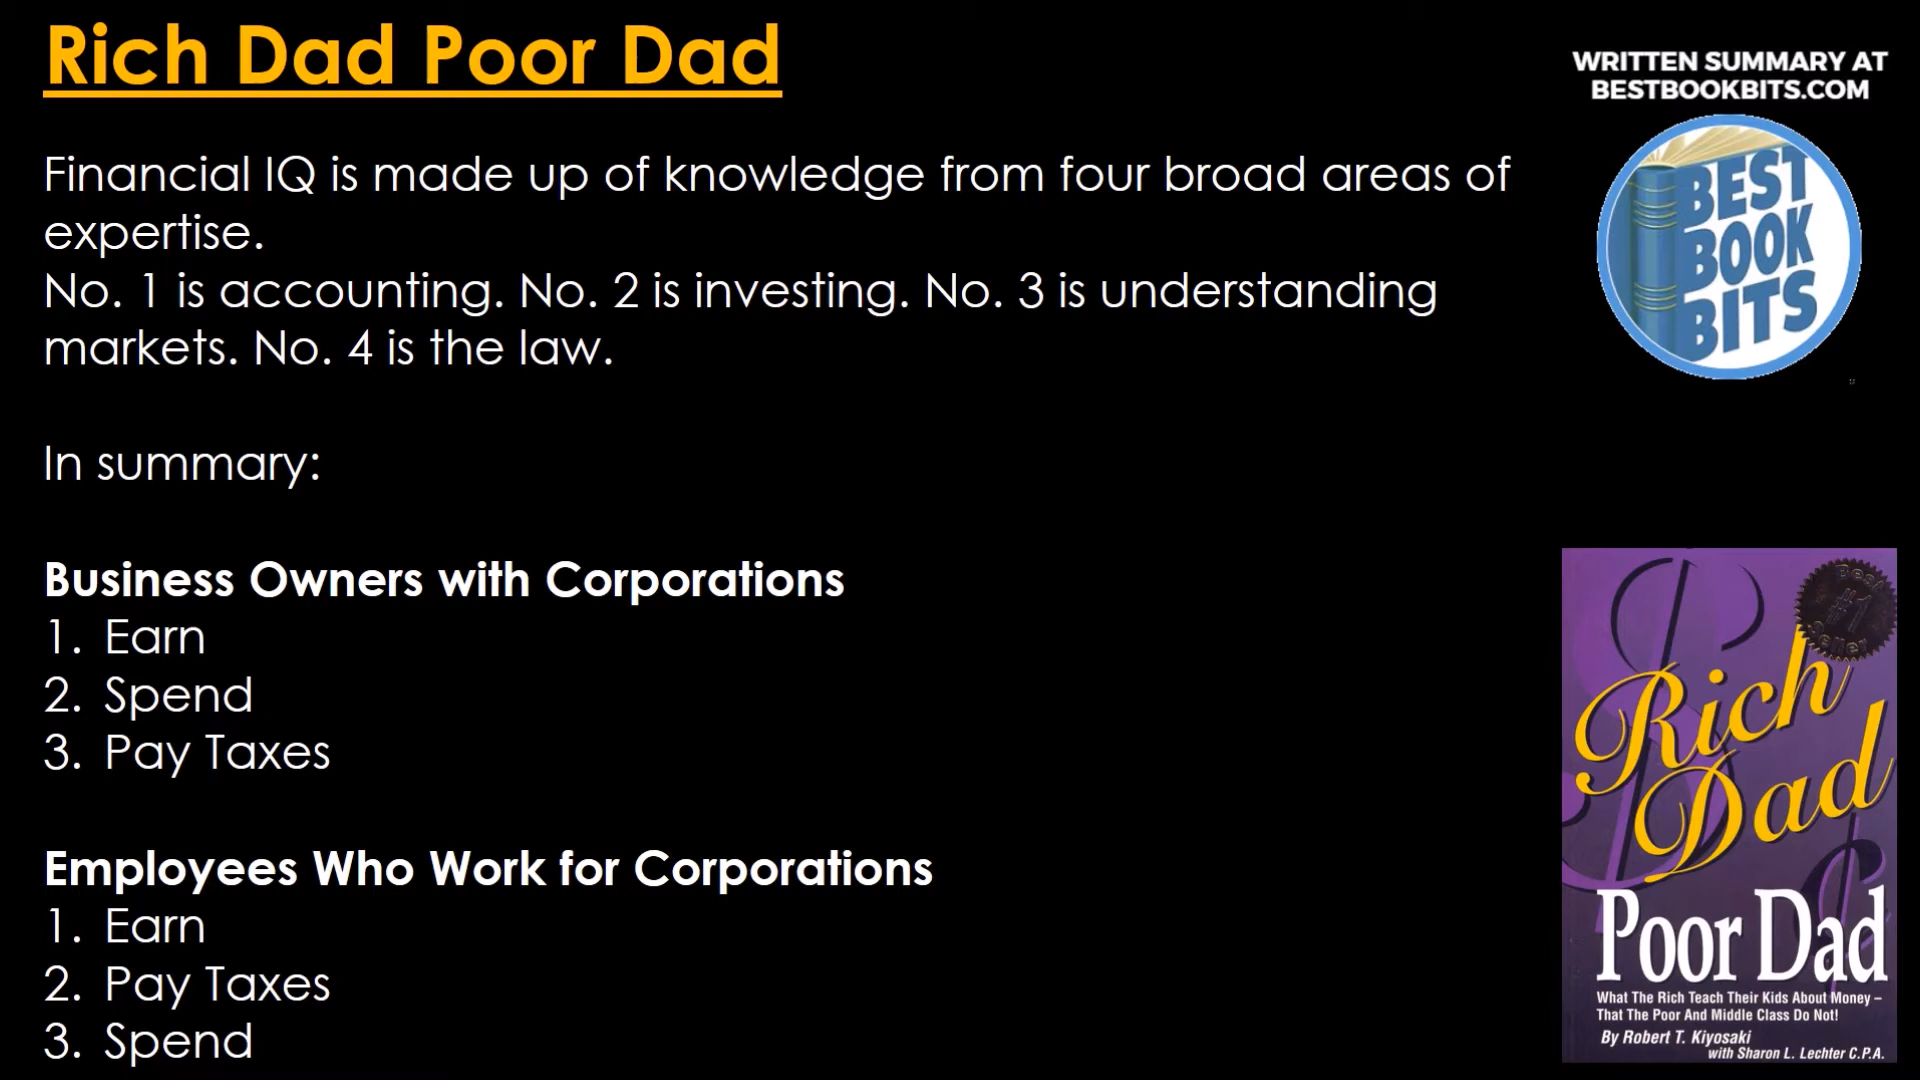 Rich Dad Poor Dad
WRITTEN SUMMARY AT
BESTBOOKBITS.COM
Financial IQ is made up of knowledge from four broad areas of
expertise.
No. 1 is accounting. No. 2 is investing. No. 3 is understanding
markets. No. 4 is the law.
BEST
BOOK
BITS
In summary:
Business Owners with Corporations
1. Earn
2. Spend
3. Pay Taxes
Employees Who Work for Corporations
1. Earn
2. Pay Taxes
3. Spend
Best
#1
Seller
Rich
Dad
Poor Dad
What The Rich Teach Their Kids About Money –
That The Poor And Middle Class Do Not!
By Robert T. Kiyosaki
with Sharon L. Lechter C.P.A.